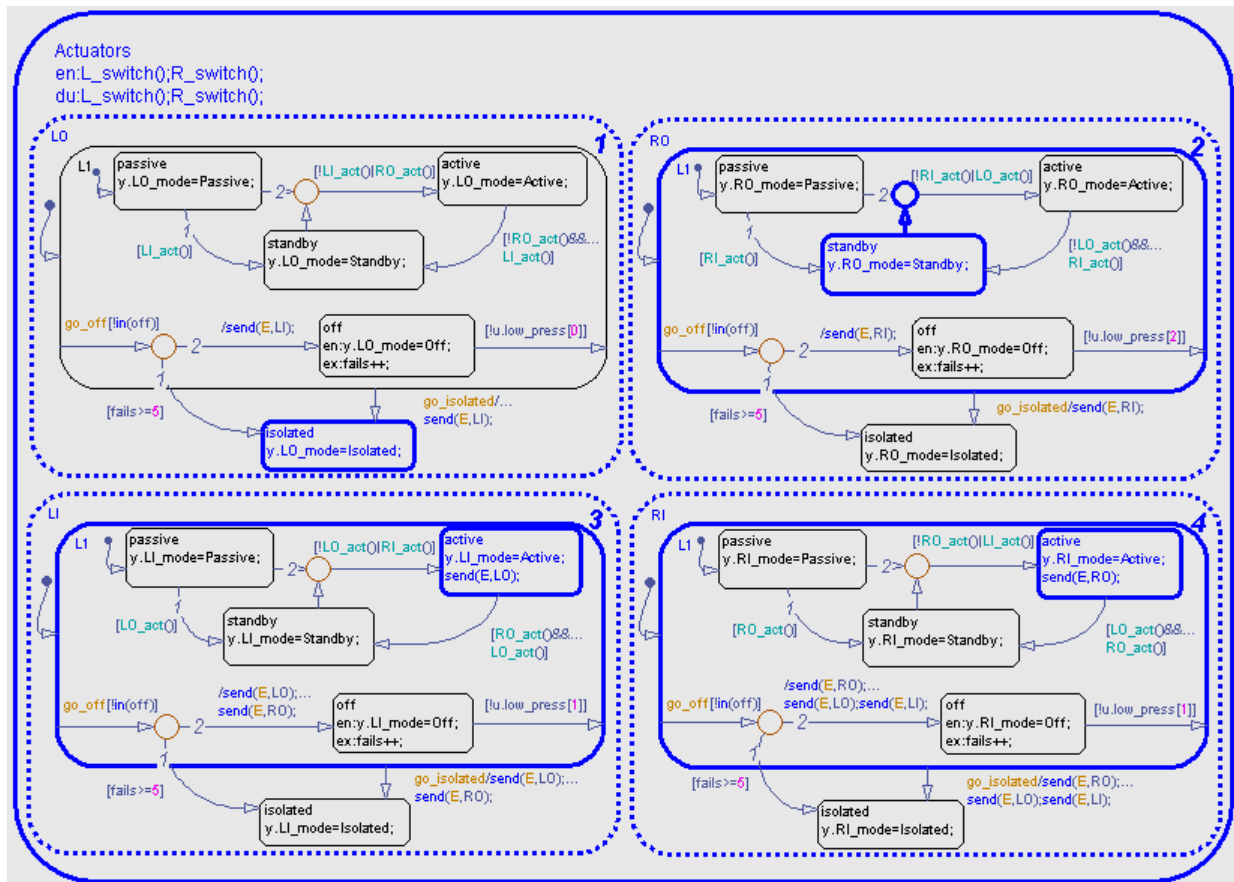 Actuators
en:L_switch();R_switch();
du:L_switch();R_switch();
LO
1
L1
passive
y.LO_mode=Passive;
2
[!LI_act()|RO_act()]
active
y.LO_mode=Active;
1
[LI_act()]
standby
y.LO_mode=Standby;
[!RO_act()&&...
LI_act()]
go_off[!in(off)]
2
/send(E,LI);
off
en:y.LO_mode=Off;
ex:fails++;
[!u.low_press[0]]
1
[fails>=5]
go_isolated/...
send(E,LI);
isolated
y.LO_mode=Isolated;
RO
2
L1
passive
y.RO_mode=Passive;
2
[!RI_act()|LO_act()]
active
y.RO_mode=Active;
1
[RI_act()]
standby
y.RO_mode=Standby;
[!LO_act()&&...
RI_act()]
go_off[!in(off)]
2
/send(E,RI);
off
en:y.RO_mode=Off;
ex:fails++;
[!u.low_press[2]]
1
[fails>=5]
go_isolated/send(E,RI);
isolated
y.RO_mode=Isolated;
LI
3
L1
passive
y.LI_mode=Passive;
2
[!LO_act()|RI_act()]
active
y.LI_mode=Active;
send(E,LO);
1
[LO_act()]
standby
y.LI_mode=Standby;
[RO_act()&&...
LO_act()]
go_off[!in(off)]
2
/send(E,LO);...
send(E,RO);
off
en:y.LI_mode=Off;
ex:fails++;
[!u.low_press[1]]
1
[fails>=5]
go_isolated/send(E,LO);...
send(E,RO);
isolated
y.LI_mode=Isolated;
RI
4
L1
passive
y.RI_mode=Passive;
2
[!RO_act()|LI_act()]
active
y.RI_mode=Active;
send(E,RO);
1
[RO_act()]
standby
y.RI_mode=Standby;
[LO_act()&&...
RO_act()]
go_off[!in(off)]
2
/send(E,RO);...
send(E,LO);send(E,LI);
off
en:y.RI_mode=Off;
ex:fails++;
[!u.low_press[1]]
1
[fails>=5]
go_isolated/send(E,RO);...
send(E,LO);send(E,LI);
isolated
y.RI_mode=Isolated;